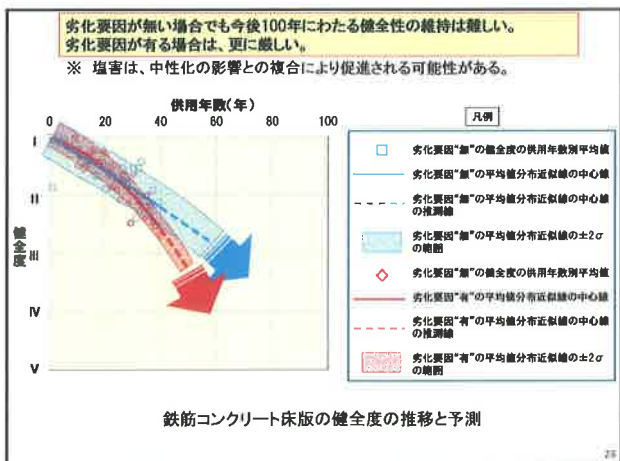 劣化要因が無い場合でも今後100年にわたる健全性の維持は難しい。
劣化要因が有る場合は、更に厳しい。
※ 塩害は、中性化の影響との複合により促進される可能性がある。
供用年数(年)
0 20 40 60 80 100
I
II
III
IV
V
健全度
凡例
劣化要因“無”の健全度の供用年数別平均値
劣化要因“無”の平均値分布近似線の中心線
劣化要因“無”の平均値分布近似線の中心線
の推測線
劣化要因“無”の平均値分布近似線の±2σ
の範囲
劣化要因“有”の健全度の供用年数別平均値
劣化要因“有”の平均値分布近似線の中心線
劣化要因“有”の平均値分布近似線の中心線
の推測線
劣化要因“有”の平均値分布近似線の±2σ
の範囲
鉄筋コンクリート床版の健全度の推移と予測